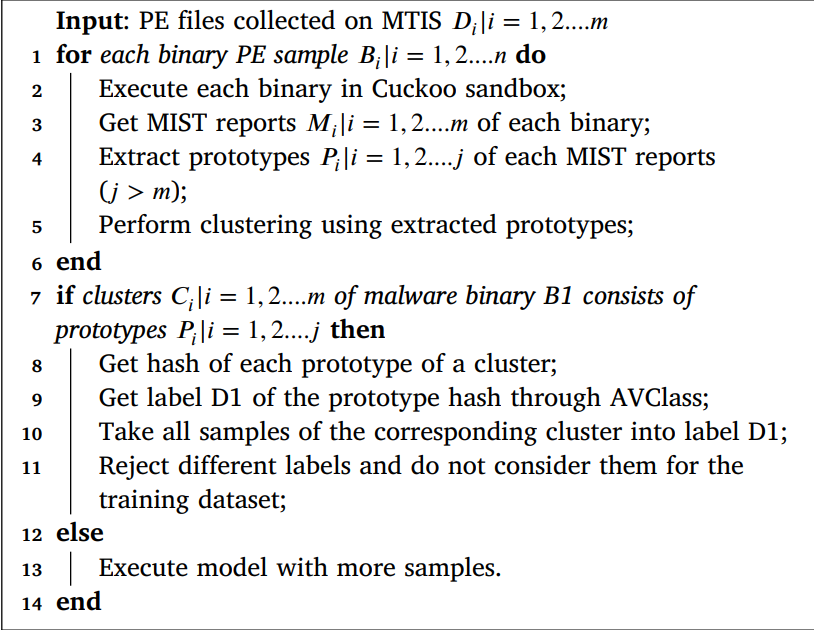 Input: PE files collected on MTIS Dᵢ|i = 1, 2....m
1 for each binary PE sample Bᵢ|i = 1, 2....n do
2 Execute each binary in Cuckoo sandbox;
3 Get MIST reports Mᵢ|i = 1, 2....m of each binary;
4 Extract prototypes Pᵢ|i = 1, 2....j of each MIST reports
(j > m);
5 Perform clustering using extracted prototypes;
6 end
7 if clusters Cᵢ|i = 1, 2....m of malware binary B1 consists of
prototypes Pᵢ|i = 1, 2....j then
8 Get hash of each prototype of a cluster;
9 Get label D1 of the prototype hash through AVClass;
10 Take all samples of the corresponding cluster into label D1;
11 Reject different labels and do not consider them for the
training dataset;
12 else
13 Execute model with more samples.
14 end